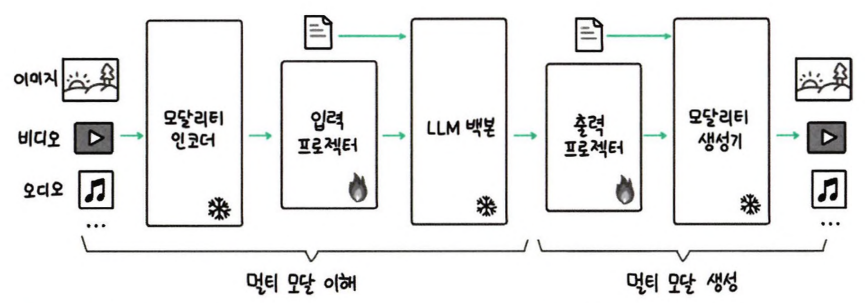 이미지
비디오
오디오
...
모달리티
인코더
입력
프로젝터
LLM 백본
출력
프로젝터
모달리티
생성기
...
멀티 모달 이해
멀티 모달 생성